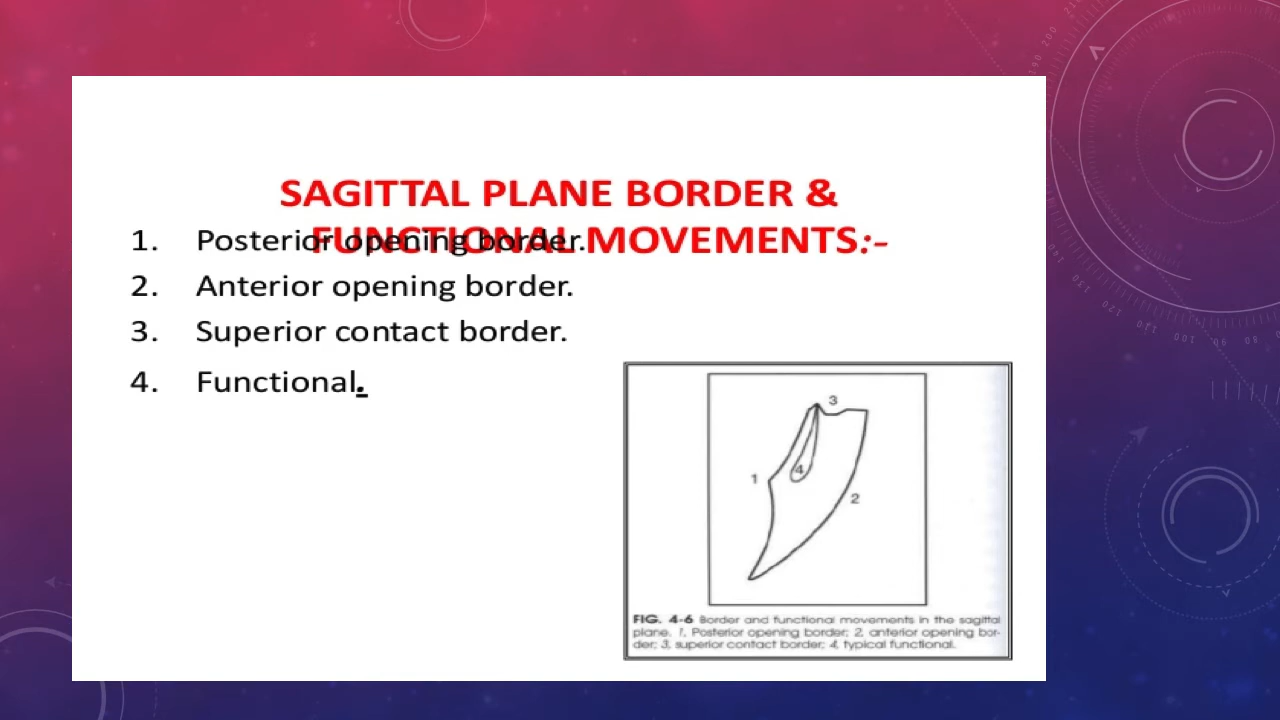 SAGITTAL PLANE BORDER &
FUNCTIONAL MOVEMENTS:-
1. Posterior opening border.
2. Anterior opening border.
3. Superior contact border.
4. Functional.
3
4
1
2
FIG. 4-6 Border and functional movements in the sagittal
plane. 1, Posterior opening border; 2, anterior opening bor-
der; 3, superior contact border; 4, typical functional.